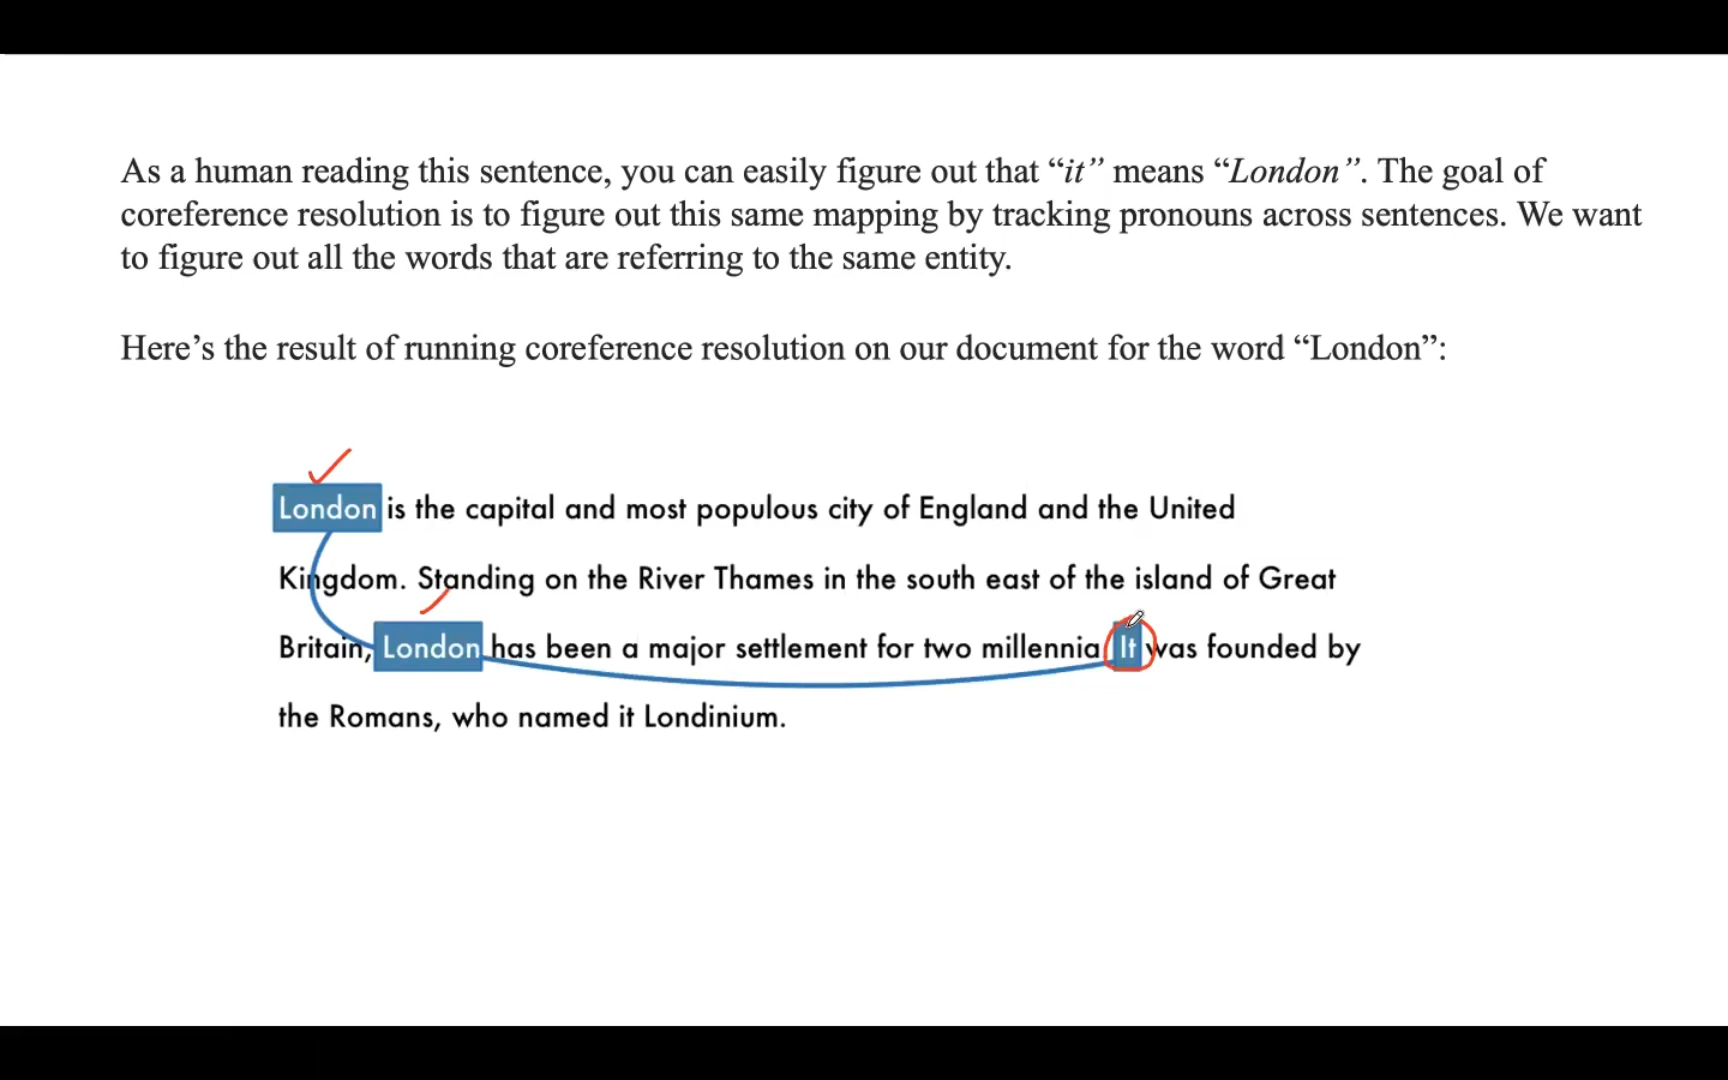 As a human reading this sentence, you can easily figure out that “it” means “London”. The goal of
coreference resolution is to figure out this same mapping by tracking pronouns across sentences. We want
to figure out all the words that are referring to the same entity.
Here’s the result of running coreference resolution on our document for the word “London”:
London is the capital and most populous city of England and the United
Kingdom. Standing on the River Thames in the south east of the island of Great
Britain, London has been a major settlement for two millennia It was founded by
the Romans, who named it Londinium.